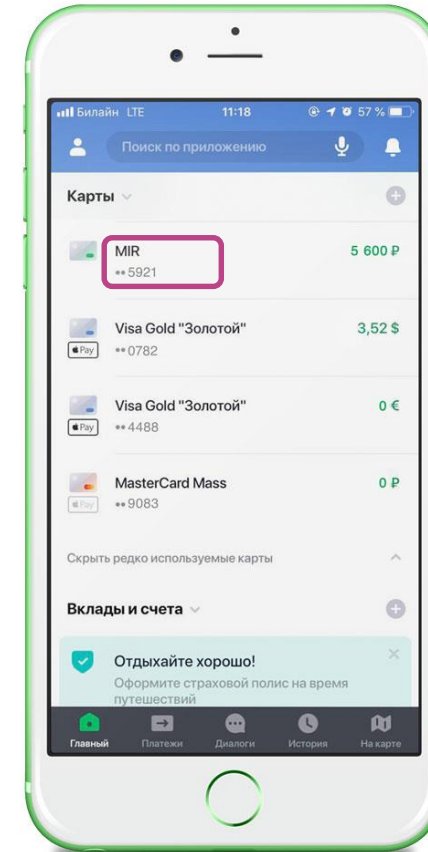 Билайн LTE 11:18 57 %
Поиск по приложению
Карты
MIR 5 600 ₽
•• 5921
Visa Gold "Золотой" 3,52 $
Pay •• 0782
Visa Gold "Золотой" 0 €
Pay •• 4488
MasterCard Mass 0 ₽
Pay •• 9083
Скрыть редко используемые карты
Вклады и счета
Отдыхайте хорошо!
Оформите страховой полис на время
путешествий
Главный Платежи Диалоги История На карте